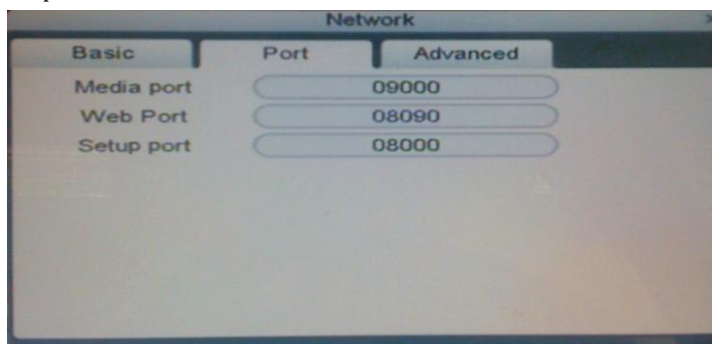 Network
Basic Port Advanced
Media port 09000
Web Port 08090
Setup port 08000